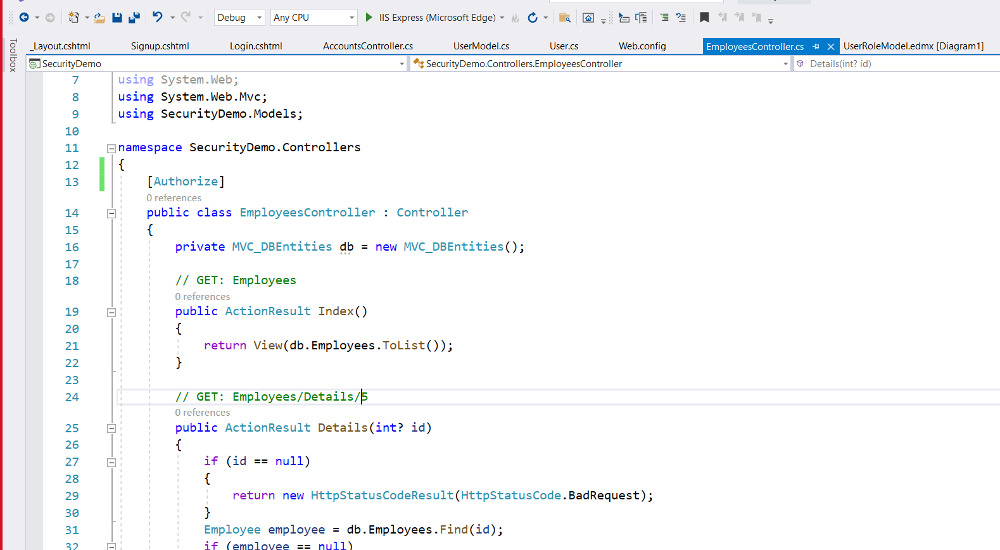 Debug Any CPU IIS Express (Microsoft Edge)
Toolbox
_Layout.cshtml Signup.cshtml Login.cshtml AccountsController.cs UserModel.cs User.cs Web.config EmployeesController.cs UserRoleModel.edmx [Diagram1]
SecurityDemo SecurityDemo.Controllers.EmployeesController Details(int? id)
7 using System.Web;
8 using System.Web.Mvc;
9 using SecurityDemo.Models;
10
11 namespace SecurityDemo.Controllers
12 {
13 [Authorize]
0 references
14 public class EmployeesController : Controller
15 {
16 private MVC_DBEntities db = new MVC_DBEntities();
17
18 // GET: Employees
0 references
19 public ActionResult Index()
20 {
21 return View(db.Employees.ToList());
22 }
23
24 // GET: Employees/Details/5
0 references
25 public ActionResult Details(int? id)
26 {
27 if (id == null)
28 {
29 return new HttpStatusCodeResult(HttpStatusCode.BadRequest);
30 }
31 Employee employee = db.Employees.Find(id);
32 if (employee == null)